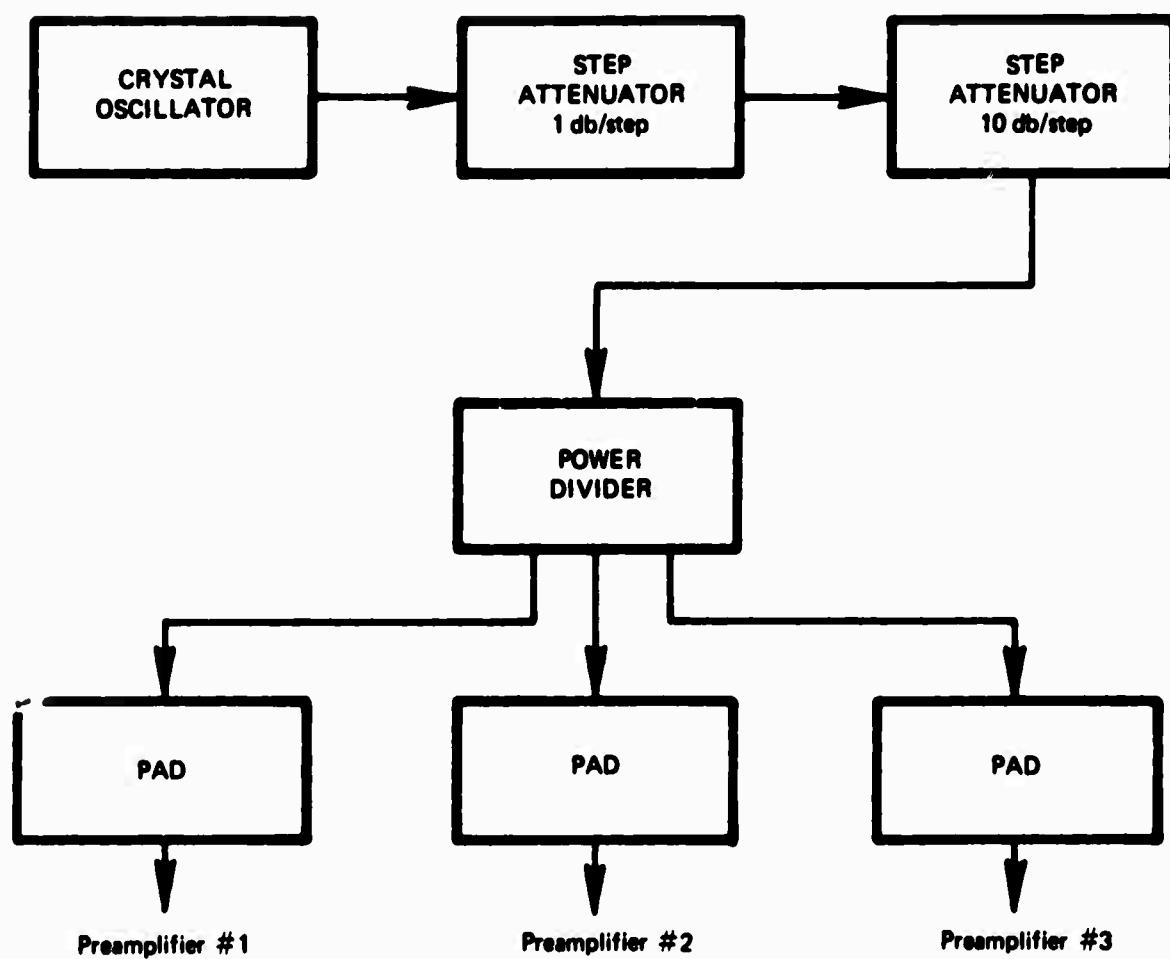 CRYSTAL
OSCILLATOR
STEP
ATTENUATOR
1 db/step
STEP
ATTENUATOR
10 db/step
POWER
DIVIDER
PAD
PAD
PAD
Preamplifier #1
Preamplifier #2
Preamplifier #3